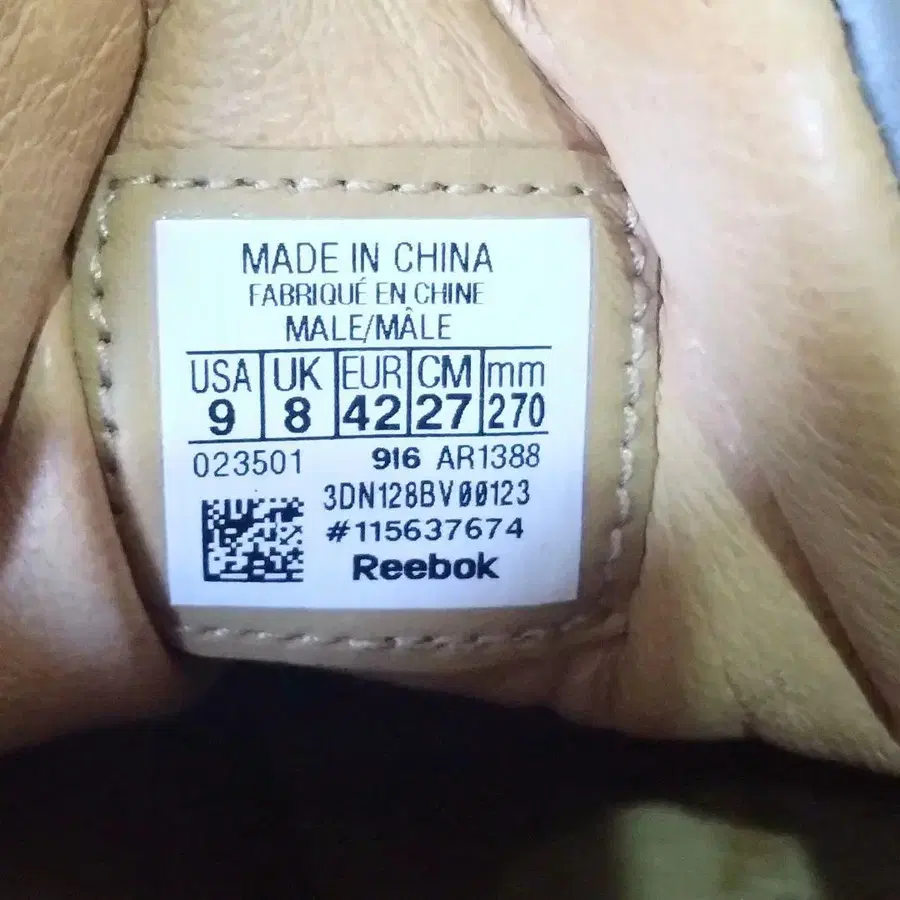 MADE IN CHINA
FABRIQUÉ EN CHINE
MALE/MÂLE
USA UK EUR CM mm
9 8 42 27 270
023501 916 AR1388
3DN128BV00123
#115637674
Reebok